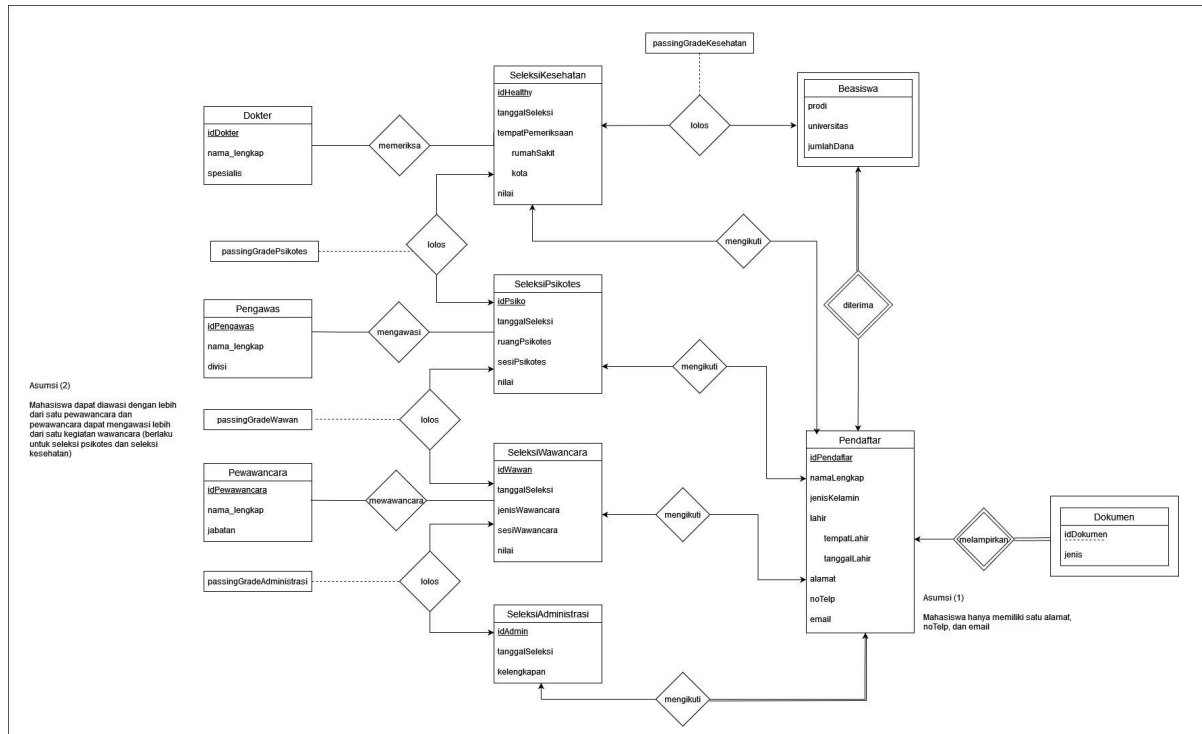 passingGradeKesehatan
SeleksiKesehatan
idHealthy
tanggalSeleksi
tempatPemeriksaan
rumahSakit
kota
nilai
lolos
Beasiswa
prodi
universitas
jumlahDana
Dokter
idDokter
nama_lengkap
spesialis
memeriksa
lolos
passingGradePsikotes
mengikuti
diterima
SeleksiPsikotes
idPsiko
tanggalSeleksi
ruangPsikotes
sesiPsikotes
nilai
Pengawas
idPengawas
nama_lengkap
divisi
mengawasi
mengikuti
Asumsi (2)
Mahasiswa dapat diawasi dengan lebih
dari satu pewawancara dan
pewawancara dapat mengawasi lebih
dari satu kegiatan wawancara (berlaku
untuk seleksi psikotes dan seleksi
kesehatan)
passingGradeWawan
lolos
SeleksiWawancara
idWawan
tanggalSeleksi
jenisWawancara
sesiWawancara
nilai
Pewawancara
idPewawancara
nama_lengkap
jabatan
mewawancara
mengikuti
Pendaftar
idPendaftar
namaLengkap
jenisKelamin
lahir
tempatLahir
tanggalLahir
alamat
noTelp
email
melampirkan
Dokumen
idDokumen
jenis
Asumsi (1)
Mahasiswa hanya memiliki satu alamat,
noTelp, dan email
passingGradeAdministrasi
lolos
SeleksiAdministrasi
idAdmin
tanggalSeleksi
kelengkapan
mengikuti